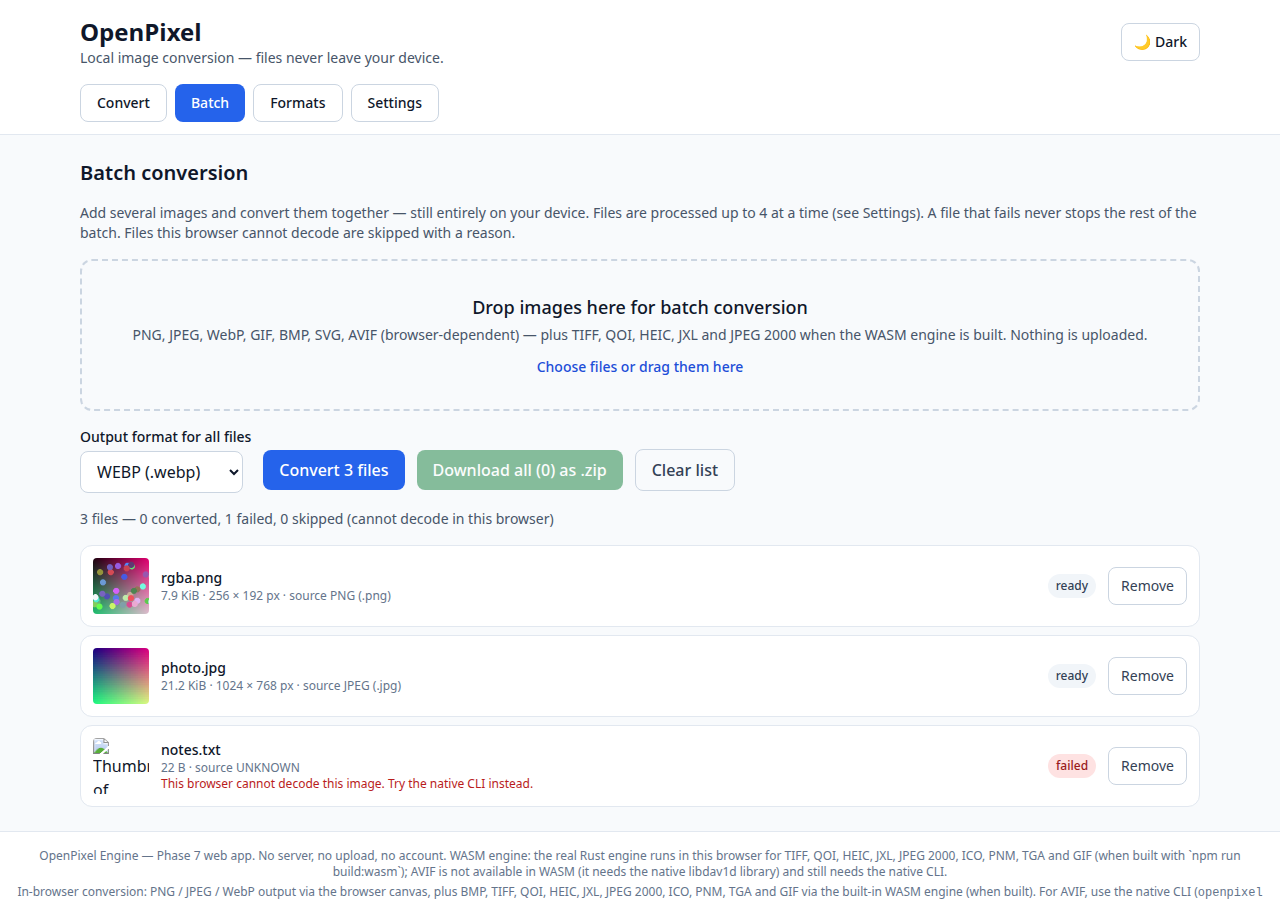 OpenPixel
Local image conversion — files never leave your device.
🌙 Dark
Convert
Batch
Formats
Settings
Batch conversion
Add several images and convert them together — still entirely on your device. Files are processed up to 4 at a time (see Settings). A file that fails never stops the rest of the
batch. Files this browser cannot decode are skipped with a reason.
Drop images here for batch conversion
PNG, JPEG, WebP, GIF, BMP, SVG, AVIF (browser-dependent) — plus TIFF, QOI, HEIC, JXL and JPEG 2000 when the WASM engine is built. Nothing is uploaded.
Choose files or drag them here
Output format for all files
WEBP (.webp)
Convert 3 files
Download all (0) as .zip
Clear list
3 files — 0 converted, 1 failed, 0 skipped (cannot decode in this browser)
rgba.png
7.9 KiB · 256 × 192 px · source PNG (.png)
ready
Remove
photo.jpg
21.2 KiB · 1024 × 768 px · source JPEG (.jpg)
ready
Remove
Thumb
of
notes.txt
22 B · source UNKNOWN
This browser cannot decode this image. Try the native CLI instead.
failed
Remove
OpenPixel Engine — Phase 7 web app. No server, no upload, no account. WASM engine: the real Rust engine runs in this browser for TIFF, QOI, HEIC, JXL, JPEG 2000, ICO, PNM, TGA and GIF (when built with `npm run
build:wasm`); AVIF is not available in WASM (it needs the native libdav1d library) and still needs the native CLI.
In-browser conversion: PNG / JPEG / WebP output via the browser canvas, plus BMP, TIFF, QOI, HEIC, JXL, JPEG 2000, ICO, PNM, TGA and GIF via the built-in WASM engine (when built). For AVIF, use the native CLI (openpixel